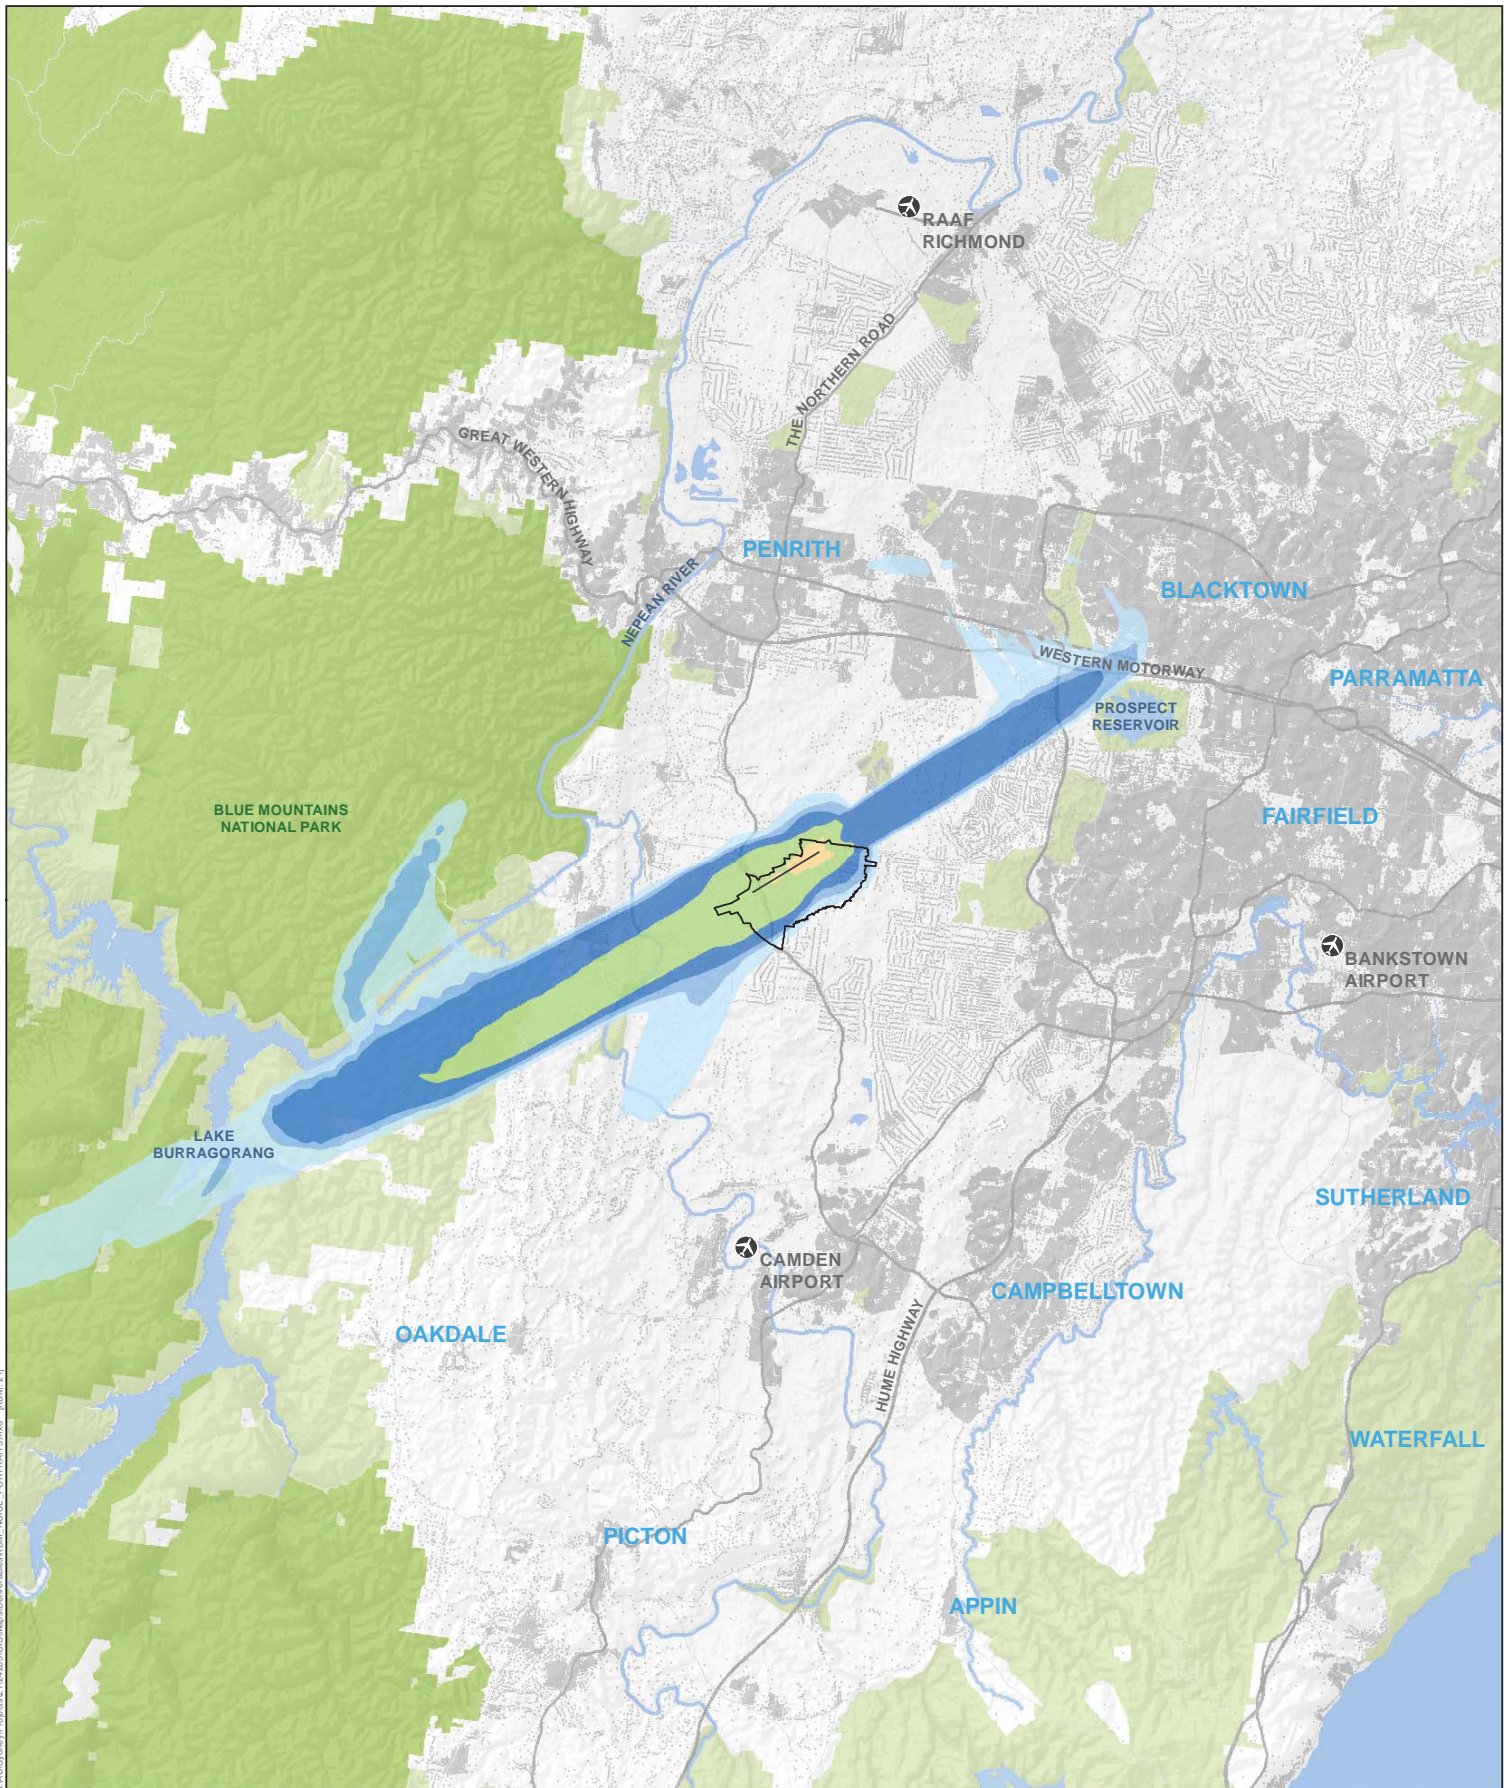 RAAF
RICHMOND
THE NORTHERN ROAD
GREAT WESTERN HIGHWAY
PENRITH
NEPEAN RIVER
BLACKTOWN
WESTERN MOTORWAY
PARRAMATTA
PROSPECT
RESERVOIR
BLUE MOUNTAINS
NATIONAL PARK
FAIRFIELD
BANKSTOWN
AIRPORT
LAKE
BURRAGORANG
SUTHERLAND
CAMDEN
AIRPORT
CAMPBELLTOWN
OAKDALE
HUME HIGHWAY
WATERFALL
PICTON
APPIN